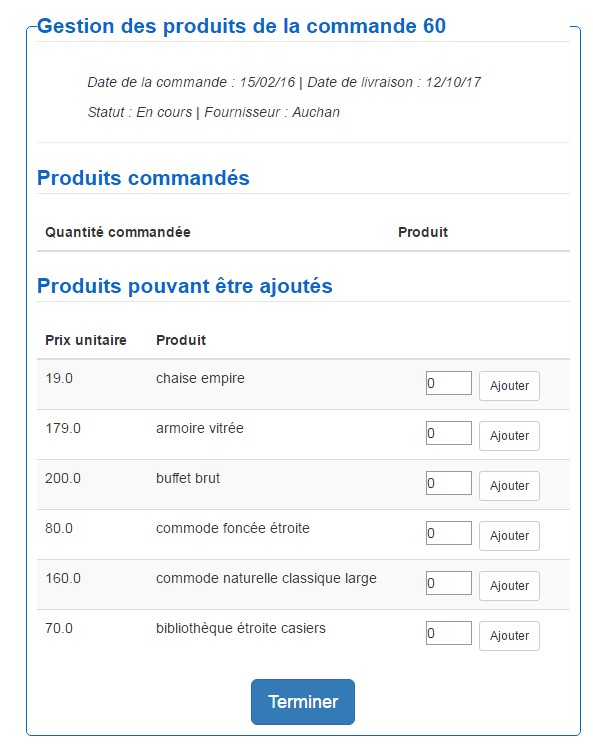 Gestion des produits de la commande 60
Date de la commande : 15/02/16 | Date de livraison : 12/10/17
Statut : En cours | Fournisseur : Auchan
Produits commandés
Quantité commandée Produit
Produits pouvant être ajoutés
Prix unitaire Produit
19.0 chaise empire 0 Ajouter
179.0 armoire vitrée 0 Ajouter
200.0 buffet brut 0 Ajouter
80.0 commode foncée étroite 0 Ajouter
160.0 commode naturelle classique large 0 Ajouter
70.0 bibliothèque étroite casiers 0 Ajouter
Terminer